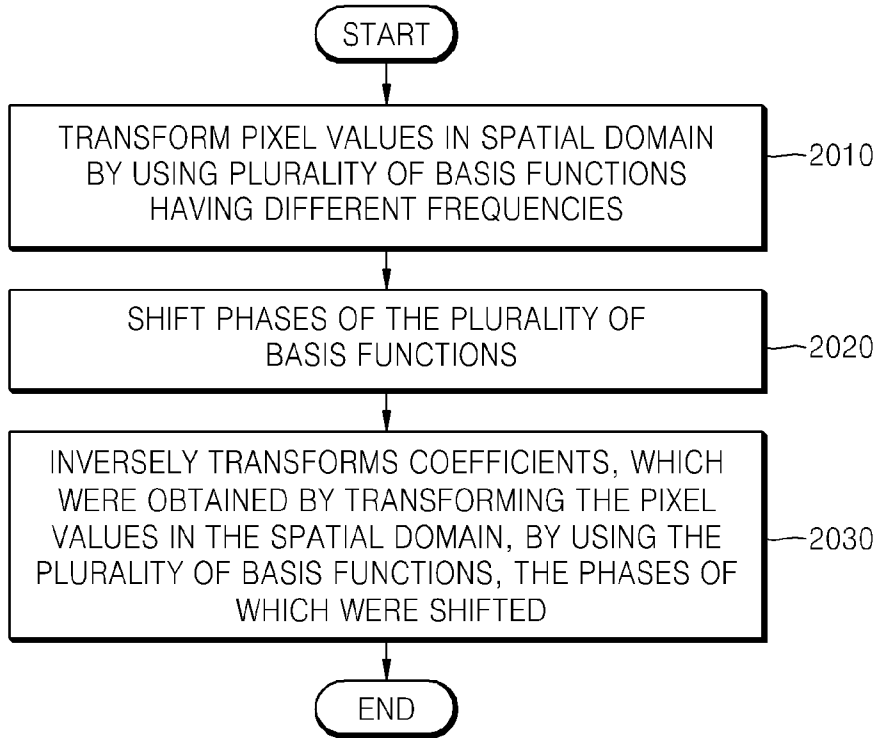 START
TRANSFORM PIXEL VALUES IN SPATIAL DOMAIN
BY USING PLURALITY OF BASIS FUNCTIONS
HAVING DIFFERENT FREQUENCIES
2010
SHIFT PHASES OF THE PLURALITY OF
BASIS FUNCTIONS
2020
INVERSELY TRANSFORMS COEFFICIENTS, WHICH
WERE OBTAINED BY TRANSFORMING THE PIXEL
VALUES IN THE SPATIAL DOMAIN, BY USING THE
PLURALITY OF BASIS FUNCTIONS, THE PHASES OF
WHICH WERE SHIFTED
2030
END